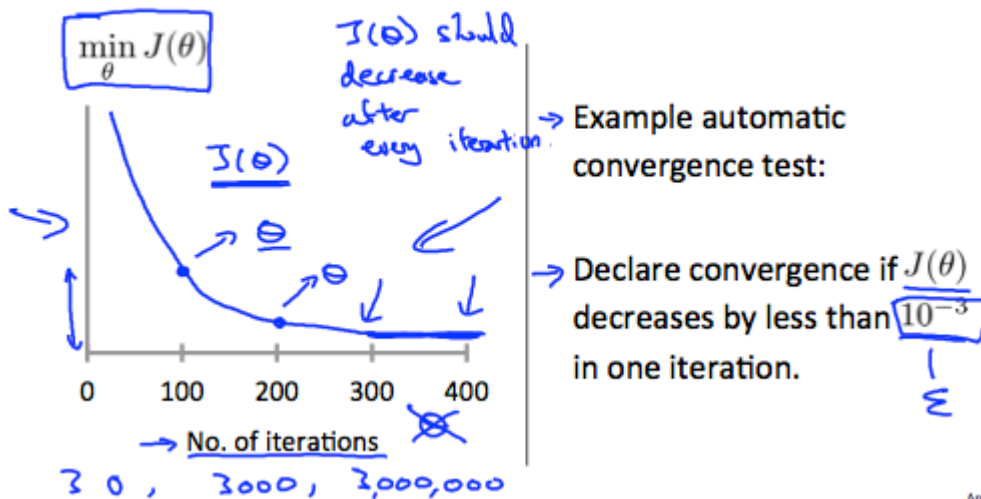 min J(θ)
θ
J(θ) should
decrease
after
every iteration.
J(θ)
θ
θ
0 100 200 300 400
→ No. of iterations
30, 3000, 3,000,000
→ Example automatic
convergence test:
→ Declare convergence if J(θ)
decreases by less than 10⁻³
in one iteration.
ε